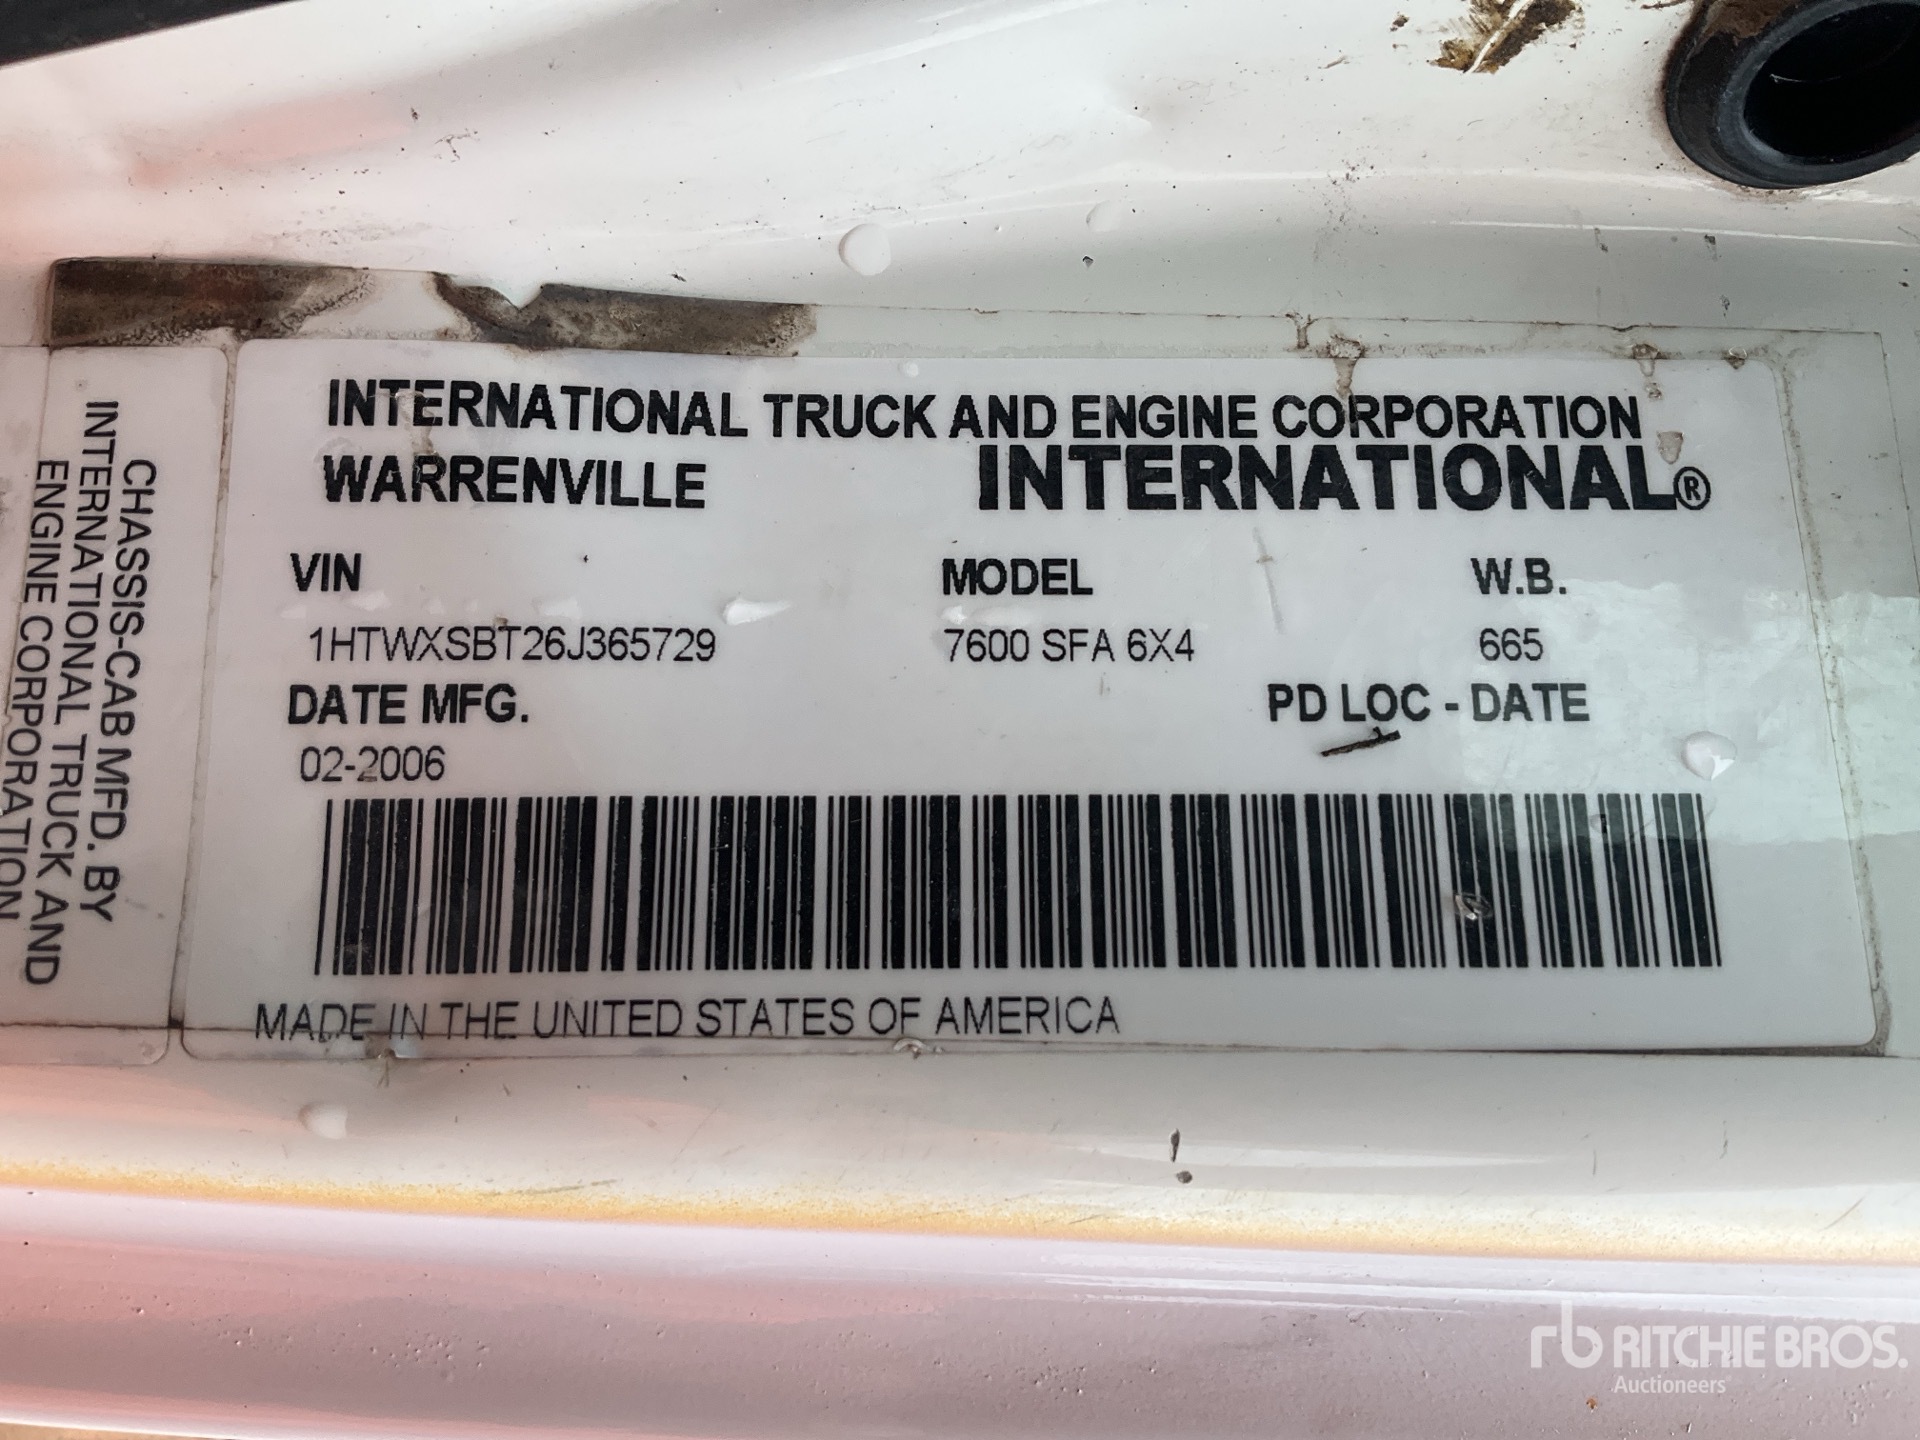 CHASSIS-CAB MFD. BY
INTERNATIONAL TRUCK AND
ENGINE CORPORATION
INTERNATIONAL TRUCK AND ENGINE CORPORATION
WARRENVILLE INTERNATIONAL®
VIN MODEL W.B.
1HTWXSBT26J365729 7600 SFA 6X4 665
DATE MFG. PD LOC - DATE
02-2006
MADE IN THE UNITED STATES OF AMERICA
rb RITCHIE BROS.
Auctioneers